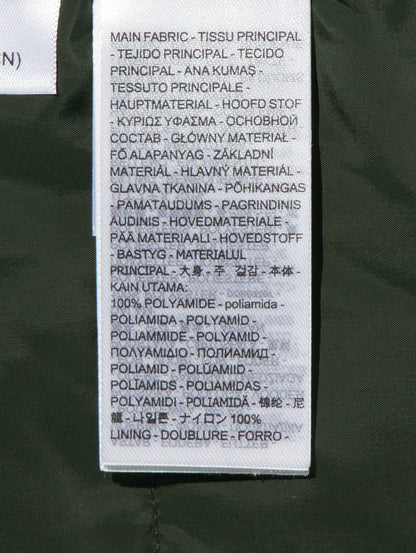 CN)
MAIN FABRIC - TISSU PRINCIPAL
- TEJIDO PRINCIPAL - TECIDO
PRINCIPAL - ANA KUMAŞ -
TESSUTO PRINCIPALE -
HAUPTMATERIAL - HOOFD STOF
- ΚΥΡΙΩΣ ΥΦΑΣΜΑ - ОСНОВНОЙ
СОСТАВ - GŁÓWNY MATERIAŁ -
FŐ ALAPANYAG - ZÁKLADNÍ
MATERIÁL - HLAVNÝ MATERIÁL -
GLAVNA TKANINA - PÕHIKANGAS
- PAMATAUDUMS - PAGRINDINIS
AUDINIS - HOVEDMATERIALE -
PÄÄ MATERIAALI - HOVEDSTOFF
- BASTYG - MATERIALUL
PRINCIPAL - 大身 - 주 겉감 - 本体 -
KAIN UTAMA:
100% POLYAMIDE - poliamida -
POLIAMIDA - POLYAMİD -
POLIAMMIDE - POLYAMID -
ΠΟΛΥΑΜΙΔΙΟ - ПОЛИАМИД -
POLIAMID - POLÜAMIID -
POLIAMĪDS - POLIAMIDAS -
POLYAMIDI - POLIAMIDĂ - 锦纶 - 尼
龍 - 나일론 - ナイロン 100%
LINING - DOUBLURE - FORRO -